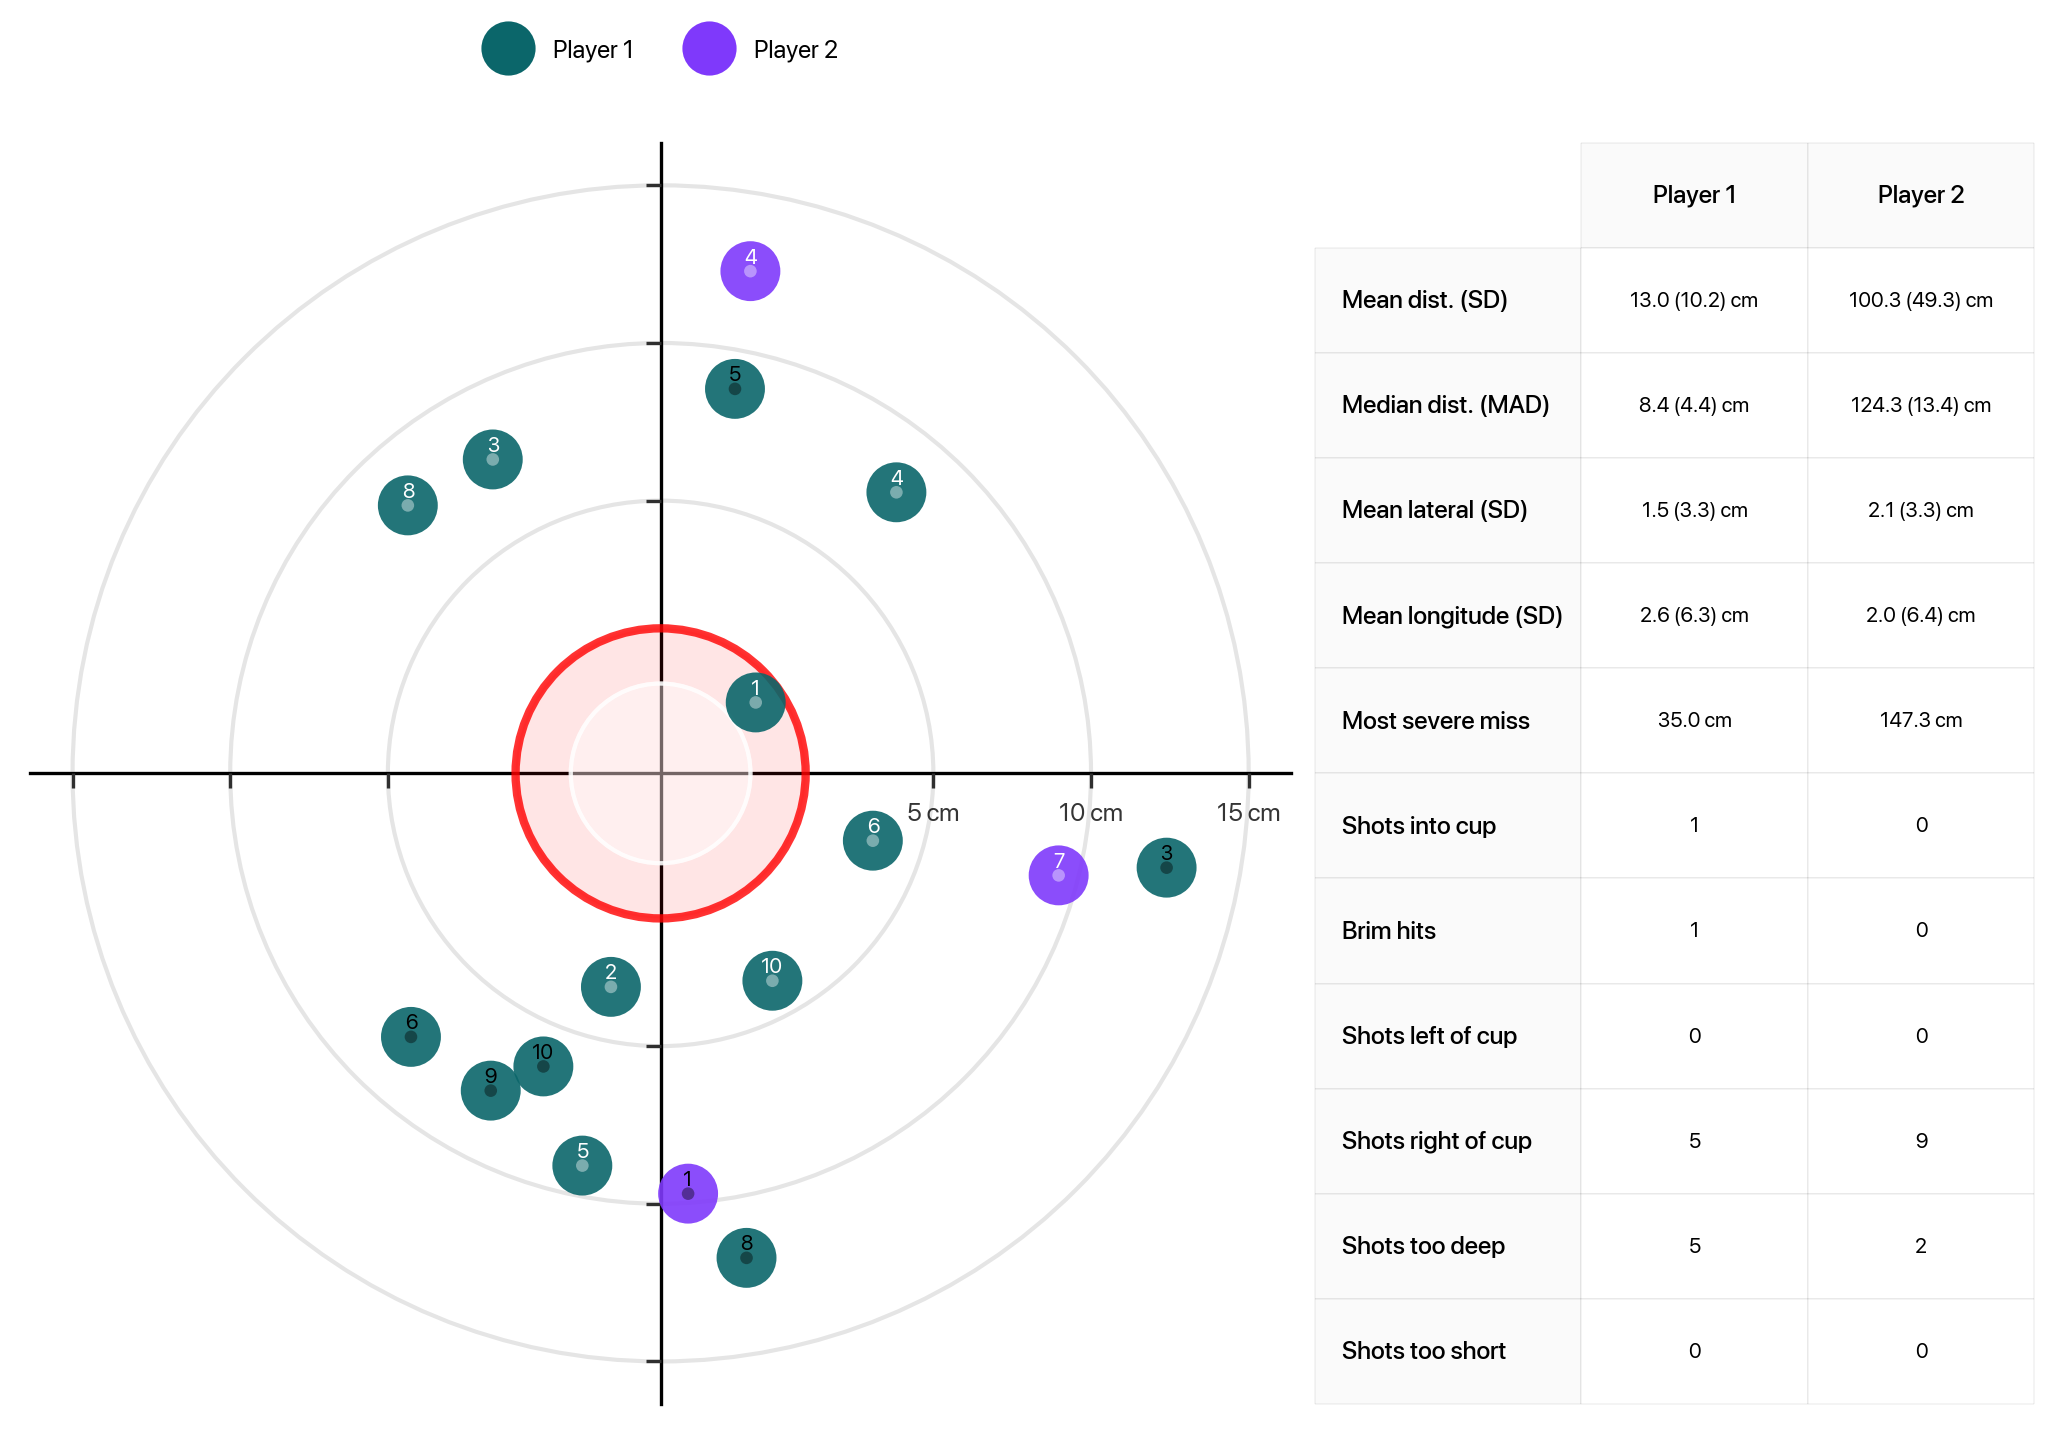 Player 1 Player 2
4
5
3
4
8
1
5 cm 10 cm 15 cm
6
7 3
2 10
6
10
9
5
1
8
Player 1 Player 2
Mean dist. (SD) 13.0 (10.2) cm 100.3 (49.3) cm
Median dist. (MAD) 8.4 (4.4) cm 124.3 (13.4) cm
Mean lateral (SD) 1.5 (3.3) cm 2.1 (3.3) cm
Mean longitude (SD) 2.6 (6.3) cm 2.0 (6.4) cm
Most severe miss 35.0 cm 147.3 cm
Shots into cup 1 0
Brim hits 1 0
Shots left of cup 0 0
Shots right of cup 5 9
Shots too deep 5 2
Shots too short 0 0